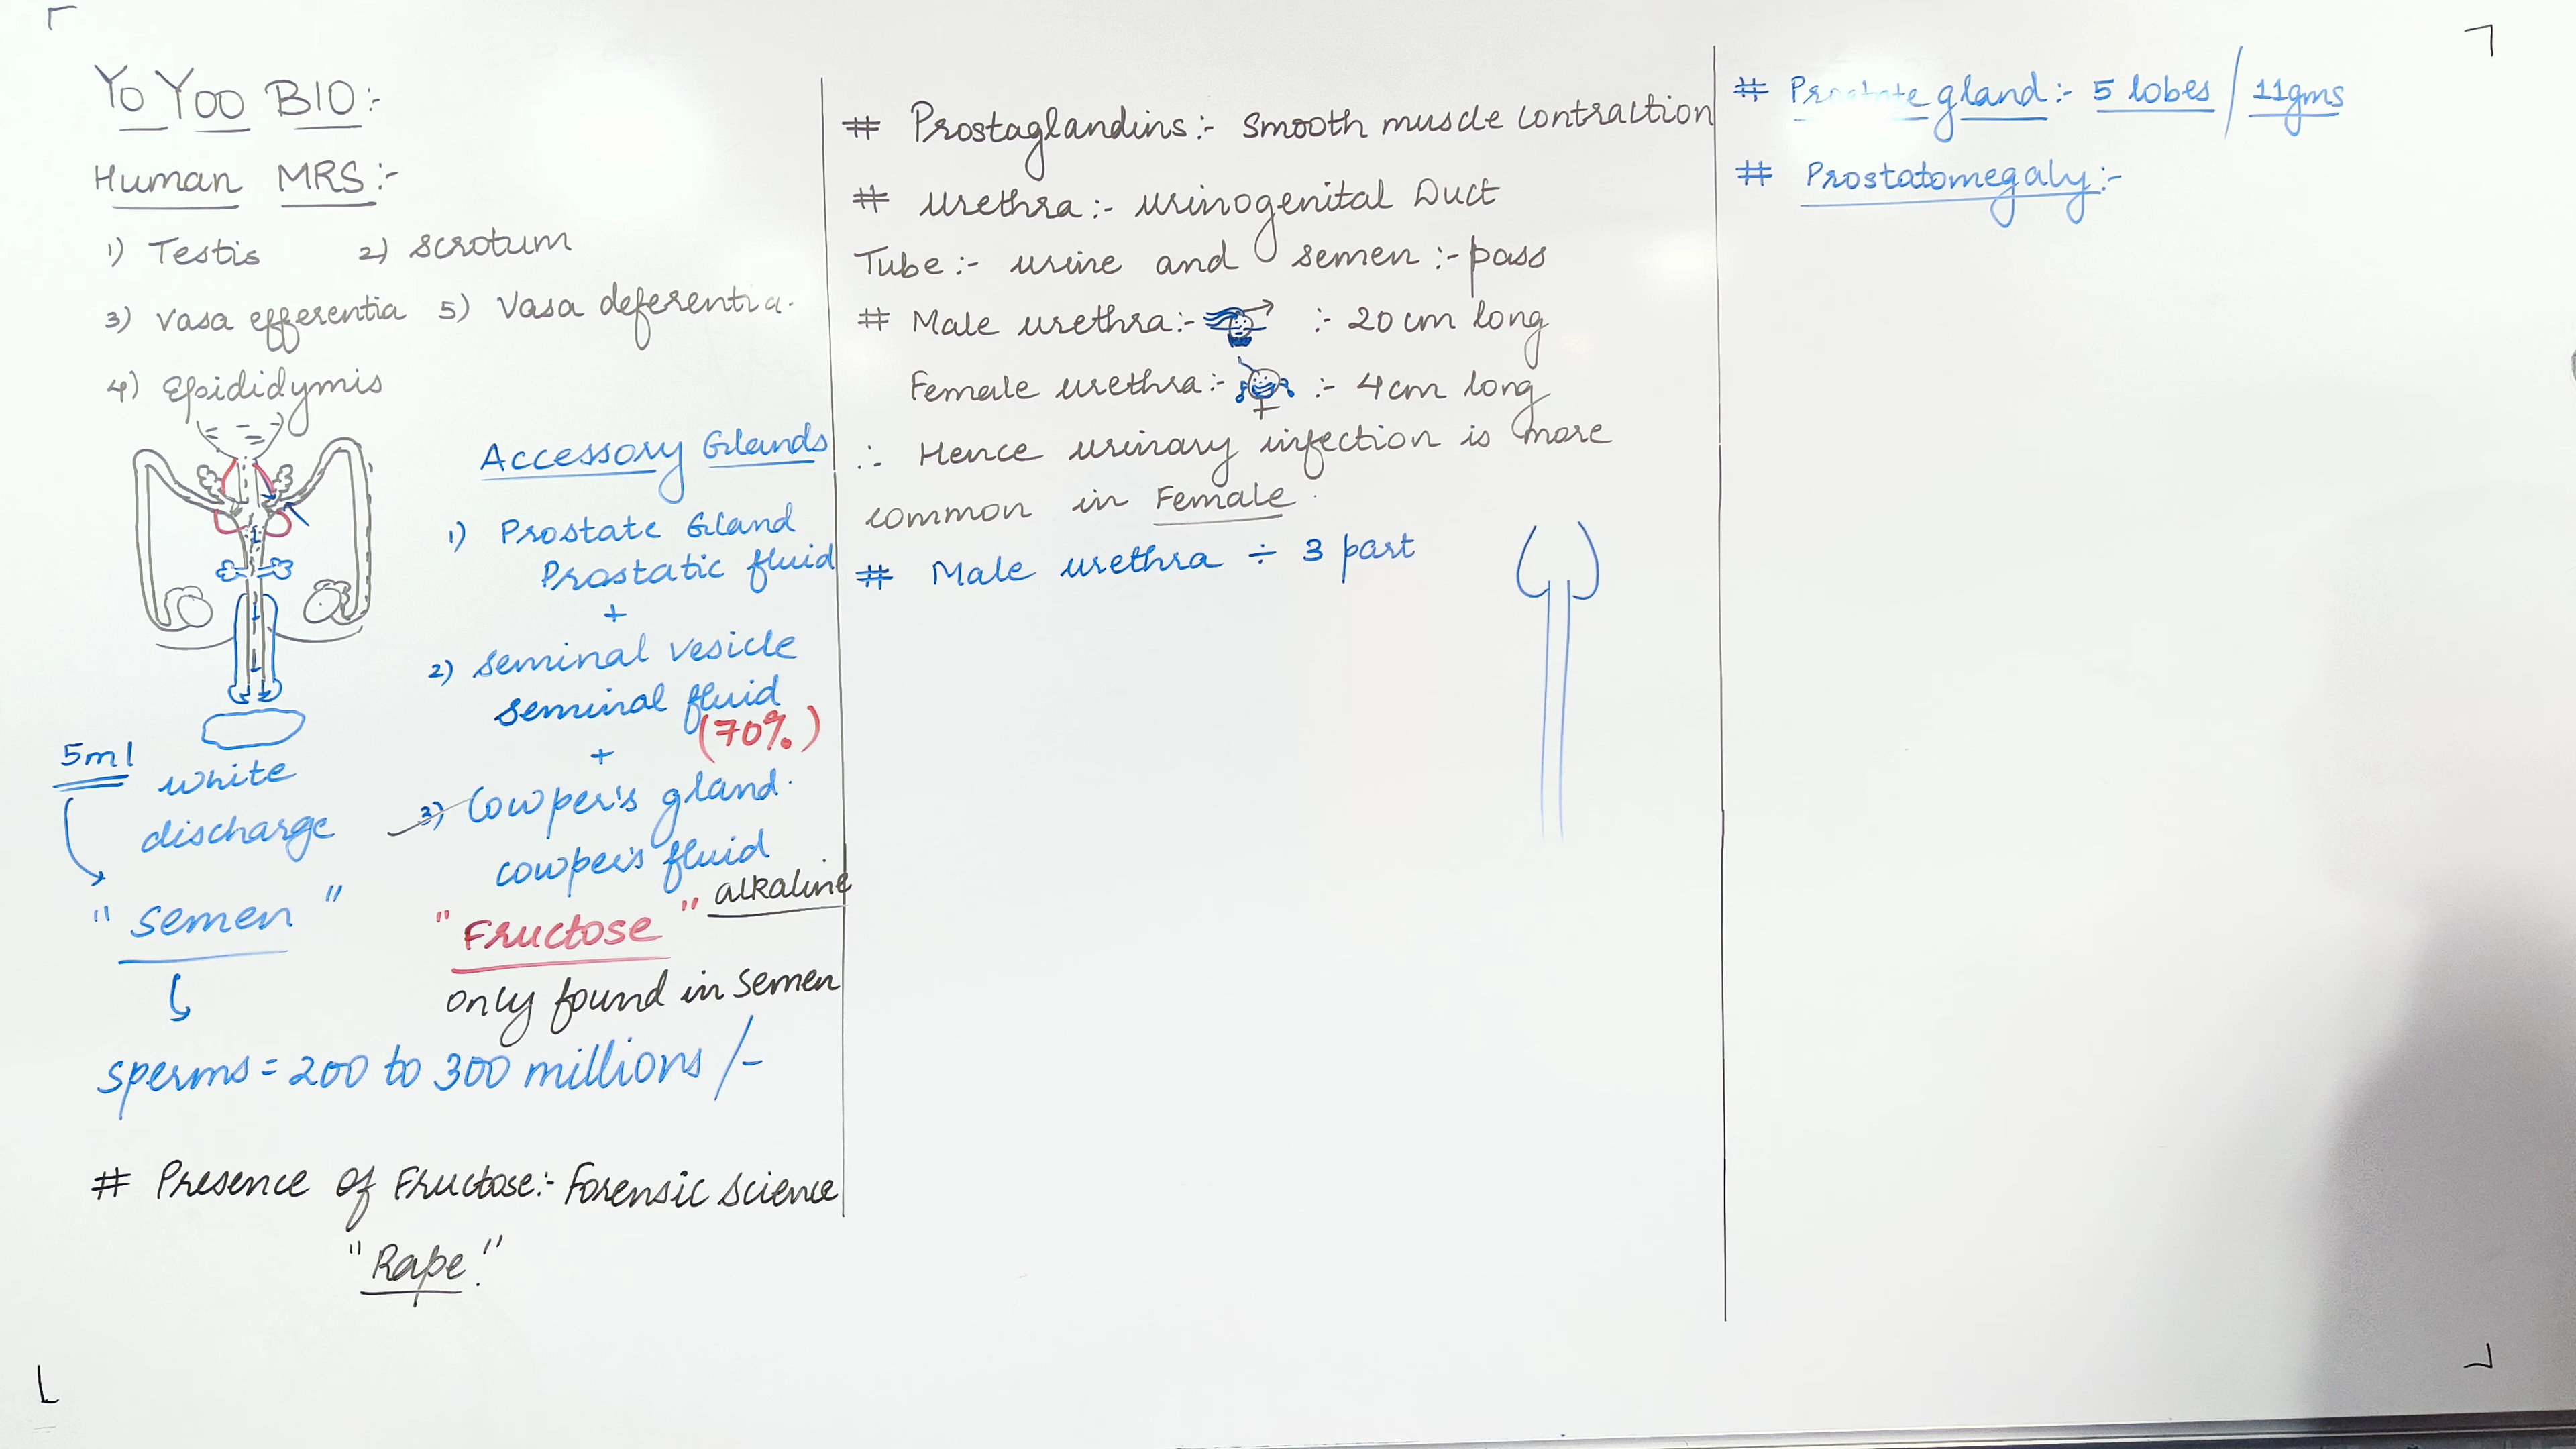 Yo Yoo BIO:-
Human MRS:-
1) Testis 2) Scrotum
3) Vasa efferentia 5) Vasa deferentia.
4) Epididymis
Accessory Glands
1) Prostate Gland
Prostatic fluid
+
2) seminal vesicle
seminal fluid
(70%)
+
3) Cowper's gland.
cowper's fluid
alkaline
"Fructose"
only found in semen
5ml
white
discharge
"semen"
sperms = 200 to 300 millions/-
# Presence of Fructose:- Forensic science
"Rape."
# Prostaglandins:- smooth muscle contraction
# urethra:- urinogenital Duct
Tube:- urine and semen:- pass
# Male urethra:- :- 20 cm long
Female urethra:- :- 4cm long
∴ Hence urinary infection is more
common in Female.
# Male urethra ÷ 3 part
# Prostate gland:- 5 lobes / 11gms
# Prostatomegaly:-